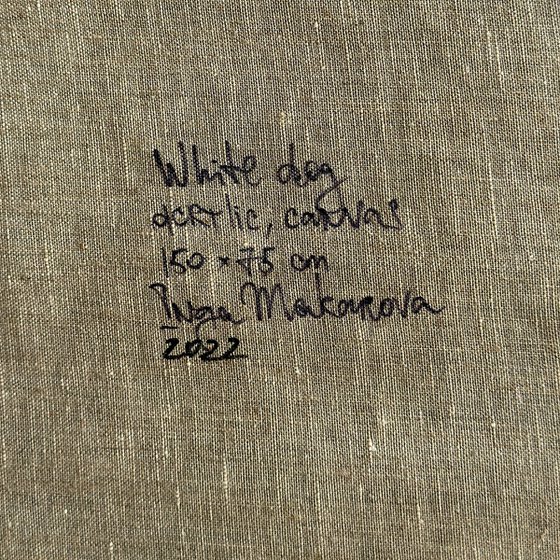 White dog
acrylic, canvas
150 × 75 cm
Inga Makarova
2022